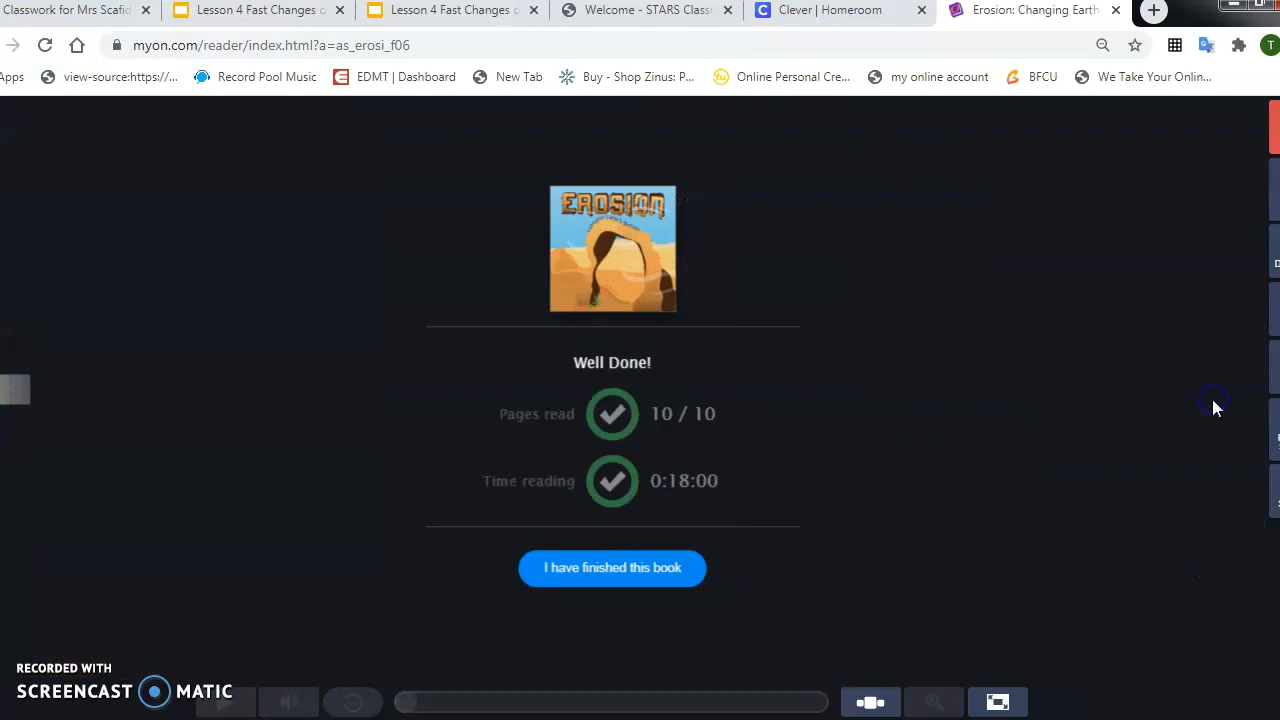 Classwork for Mrs Scafid
Lesson 4 Fast Changes o
Lesson 4 Fast Changes o
Welcome - STARS Class
Clever | Homeroom
Erosion: Changing Earth
myon.com/reader/index.html?a=as_erosi_f06
T
Apps
view-source:https://...
Record Pool Music
EDMT | Dashboard
New Tab
Buy - Shop Zinus: P...
Online Personal Cre...
my online account
BECU
We Take Your Onlin...
EROSION
Well Done!
Pages read
10 / 10
Time reading
0:18:00
I have finished this book
RECORDED WITH
SCREENCAST MATIC